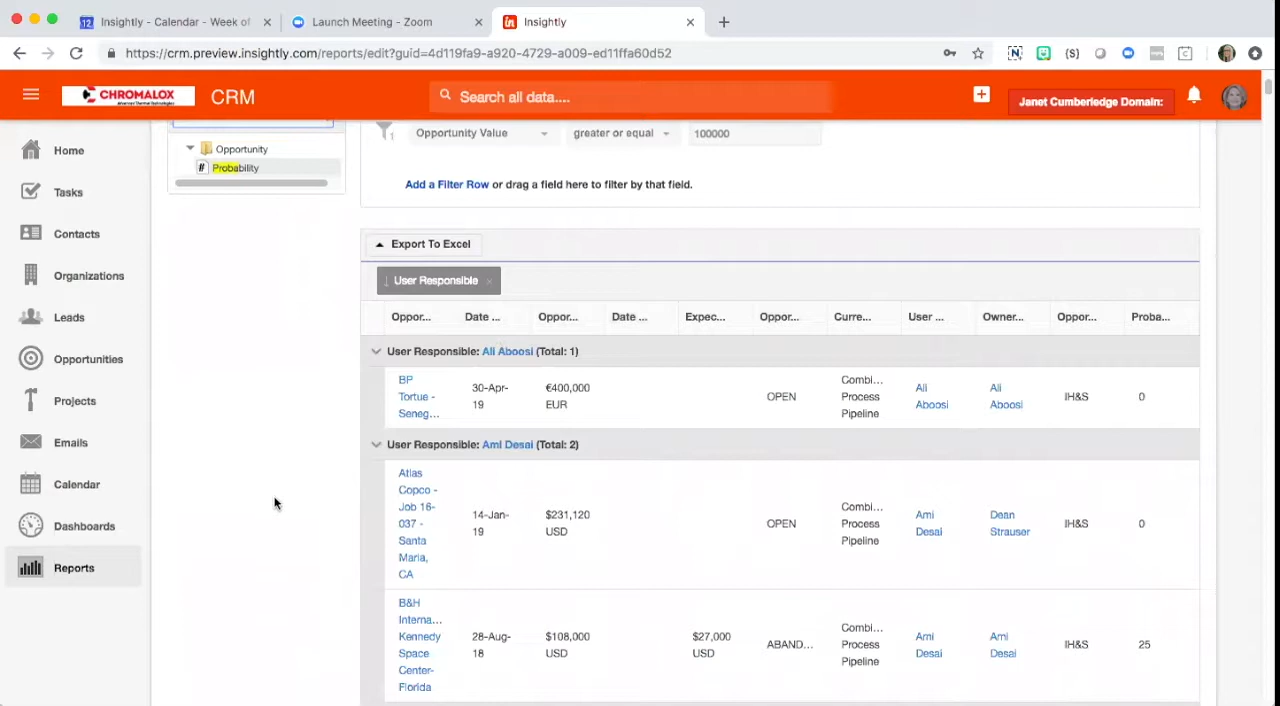 Insightly - Calendar - Week of
Launch Meeting - Zoom
Insightly
https://crm.preview.insightly.com/reports/edit?guid=4d119fa9-a920-4729-a009-ed11ffa60d52
CHROMALOX
Advanced Thermal Technologies
CRM
Search all data....
Janet Cumberledge Domain:
Home
Tasks
Contacts
Organizations
Leads
Opportunities
Projects
Emails
Calendar
Dashboards
Reports
Opportunity
# Probability
1 Opportunity Value greater or equal 100000
Add a Filter Row or drag a field here to filter by that field.
Export To Excel
User Responsible
Oppor... Date ... Oppor... Date ... Expec... Oppor... Curre... User ... Owner... Oppor... Proba...
User Responsible: Ali Aboosi (Total: 1)
BP
Tortue -
Seneg...
30-Apr-
19
€400,000
EUR
OPEN
Combi...
Process
Pipeline
Ali
Aboosi
Ali
Aboosi
IH&S
0
User Responsible: Ami Desai (Total: 2)
Atlas
Copco -
Job 16-
037 -
Santa
Maria,
CA
14-Jan-
19
$231,120
USD
OPEN
Combi...
Process
Pipeline
Ami
Desai
Dean
Strauser
IH&S
0
B&H
Interna...
Kennedy
Space
Center-
Florida
28-Aug-
18
$108,000
USD
$27,000
USD
ABAND...
Combi...
Process
Pipeline
Ami
Desai
Ami
Desai
IH&S
25